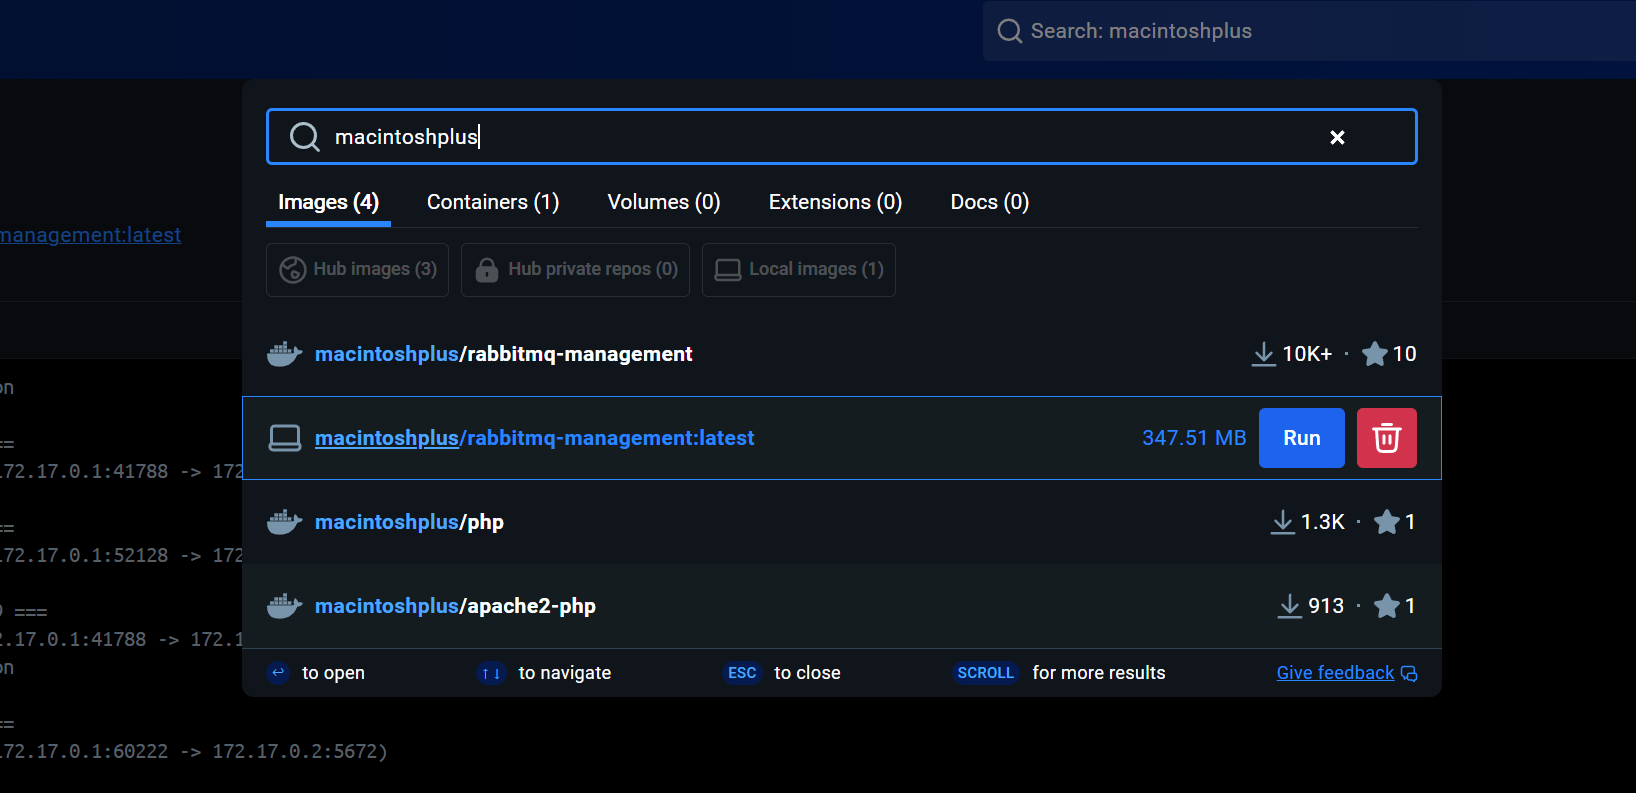 Search: macintoshplus
macintoshplus
Images (4) Containers (1) Volumes (0) Extensions (0) Docs (0)
management:latest
Hub images (3) Hub private repos (0) Local images (1)
macintoshplus/rabbitmq-management 10K+ · 10
on
macintoshplus/rabbitmq-management:latest 347.51 MB Run
==
172.17.0.1:41788 -> 172
macintoshplus/php 1.3K · 1
==
172.17.0.1:52128 -> 172
macintoshplus/apache2-php 913 · 1
===
2.17.0.1:41788 -> 172.1
on
to open ↑↓ to navigate ESC to close SCROLL for more results Give feedback
==
172.17.0.1:60222 -> 172.17.0.2:5672)